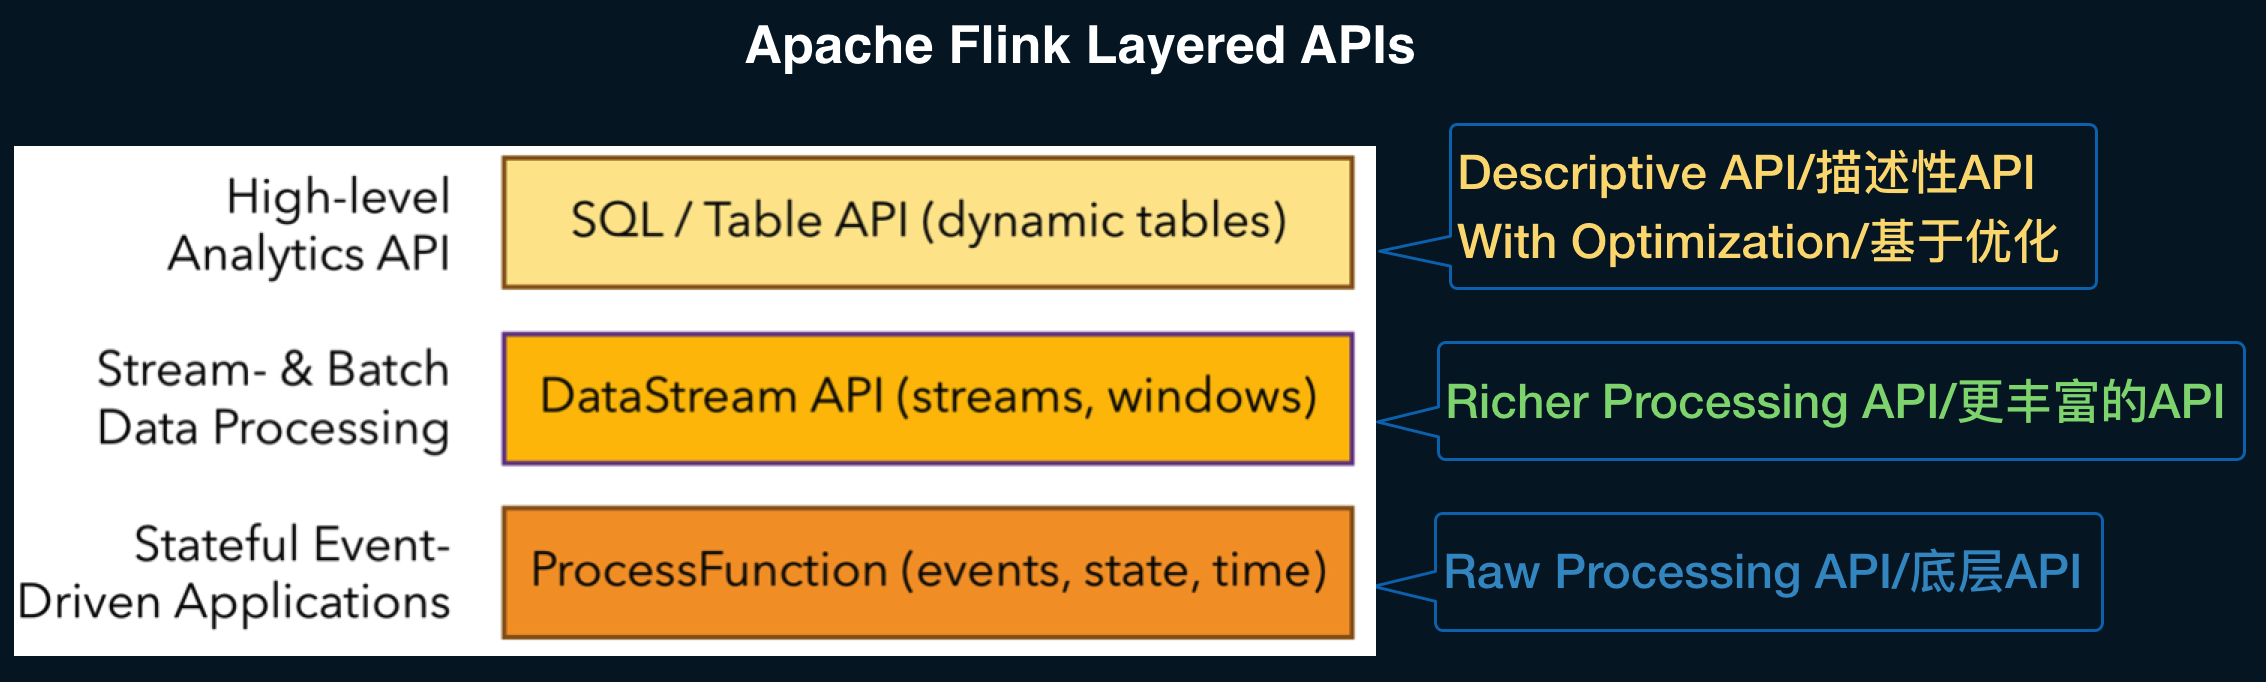 Apache Flink Layered APIs
High-level
Analytics API
SQL / Table API (dynamic tables)
Descriptive API/描述性API
With Optimization/基于优化
Stream- & Batch
Data Processing
DataStream API (streams, windows)
Richer Processing API/更丰富的API
Stateful Event-
Driven Applications
ProcessFunction (events, state, time)
Raw Processing API/底层API